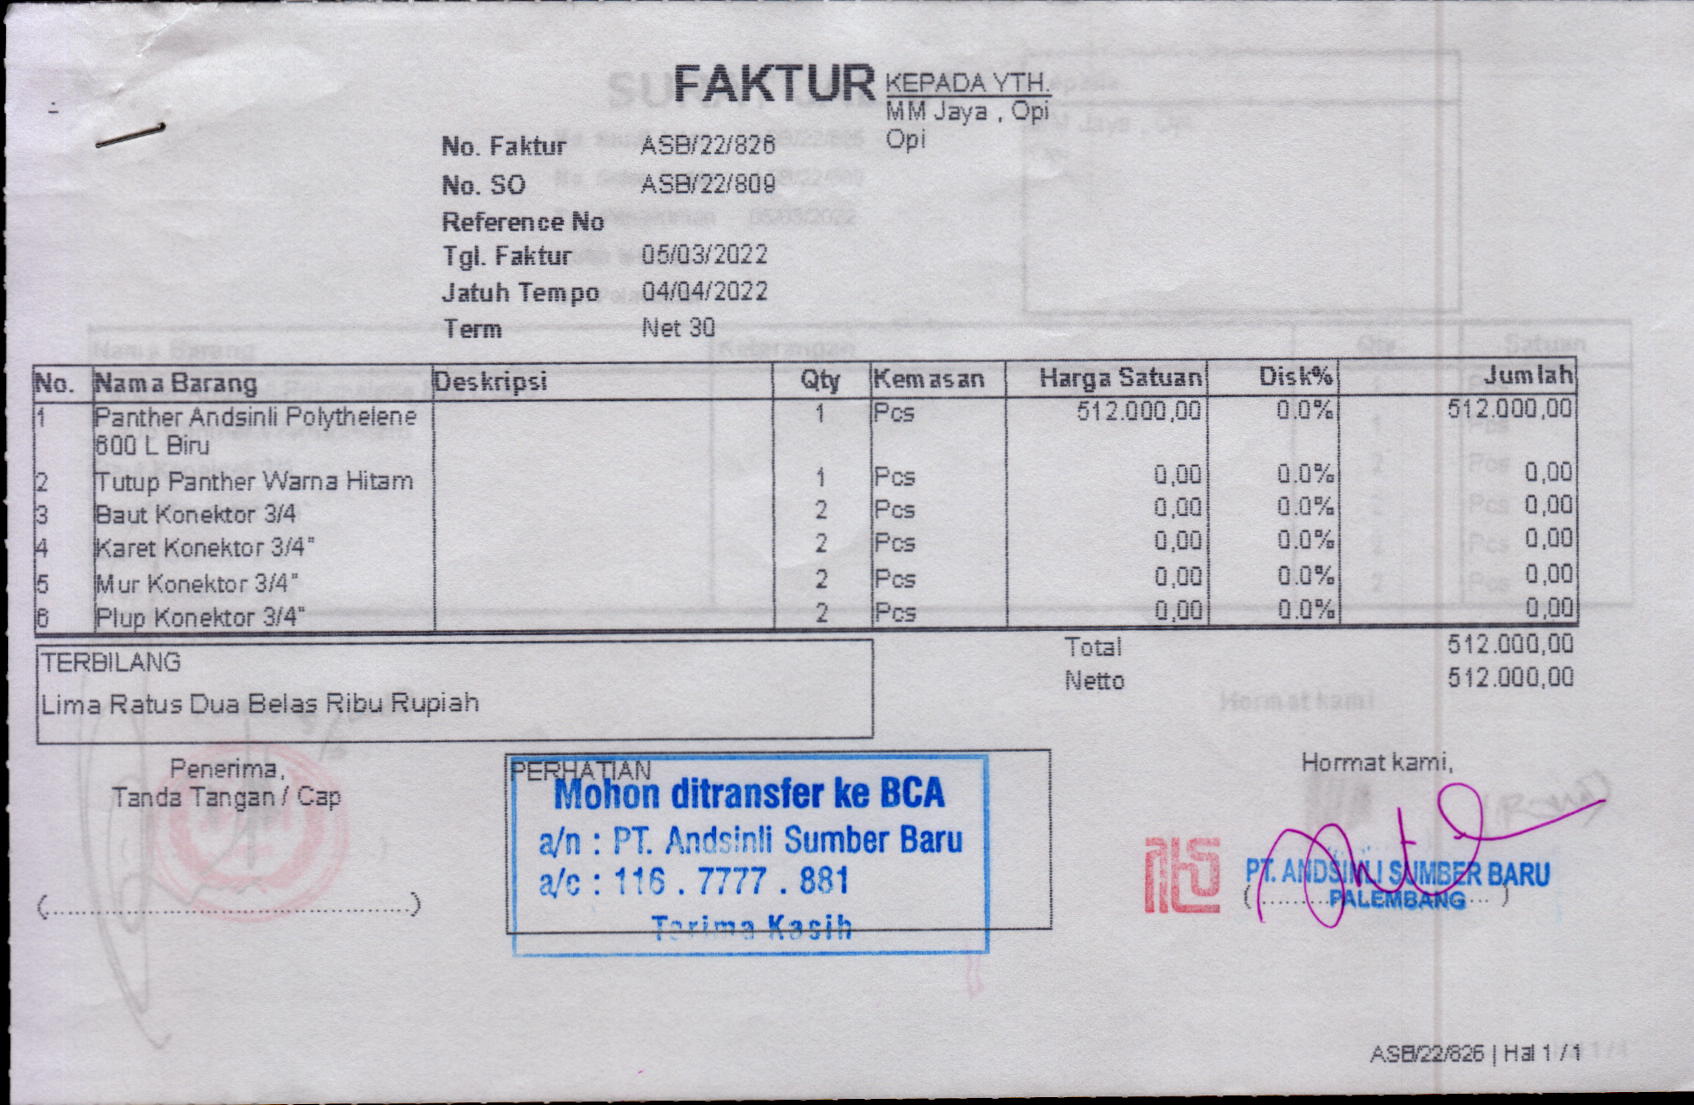 FAKTUR
KEPADA YTH.
MM Jaya , Opi
Opi
No. Faktur ASB/22/826
No. SO ASB/22/809
Reference No
Tgl. Faktur 05/03/2022
Jatuh Tempo 04/04/2022
Term Net 30
No. Nama Barang Deskripsi Qty Kemasan Harga Satuan Disk% Jumlah
1 Panther Andsinli Polythelene 1 Pcs 512.000,00 0.0% 512.000,00
600 L Biru
2 Tutup Panther Warna Hitam 1 Pcs 0,00 0.0% 0,00
3 Baut Konektor 3/4 2 Pcs 0,00 0.0% 0,00
4 Karet Konektor 3/4" 2 Pcs 0,00 0.0% 0,00
5 Mur Konektor 3/4" 2 Pcs 0,00 0.0% 0,00
6 Plup Konektor 3/4" 2 Pcs 0,00 0.0% 0,00
Total 512.000,00
Netto 512.000,00
TERBILANG
Lima Ratus Dua Belas Ribu Rupiah
Penerima,
Tanda Tangan / Cap
(....................................)
PERHATIAN
Mohon ditransfer ke BCA
a/n : PT. Andsinli Sumber Baru
a/c : 116 . 7777 . 881
Terima Kasih
Hormat kami,
PT. ANDSINLI SUMBER BARU
PALEMBANG
ASB/22/826 | Hal 1 / 1